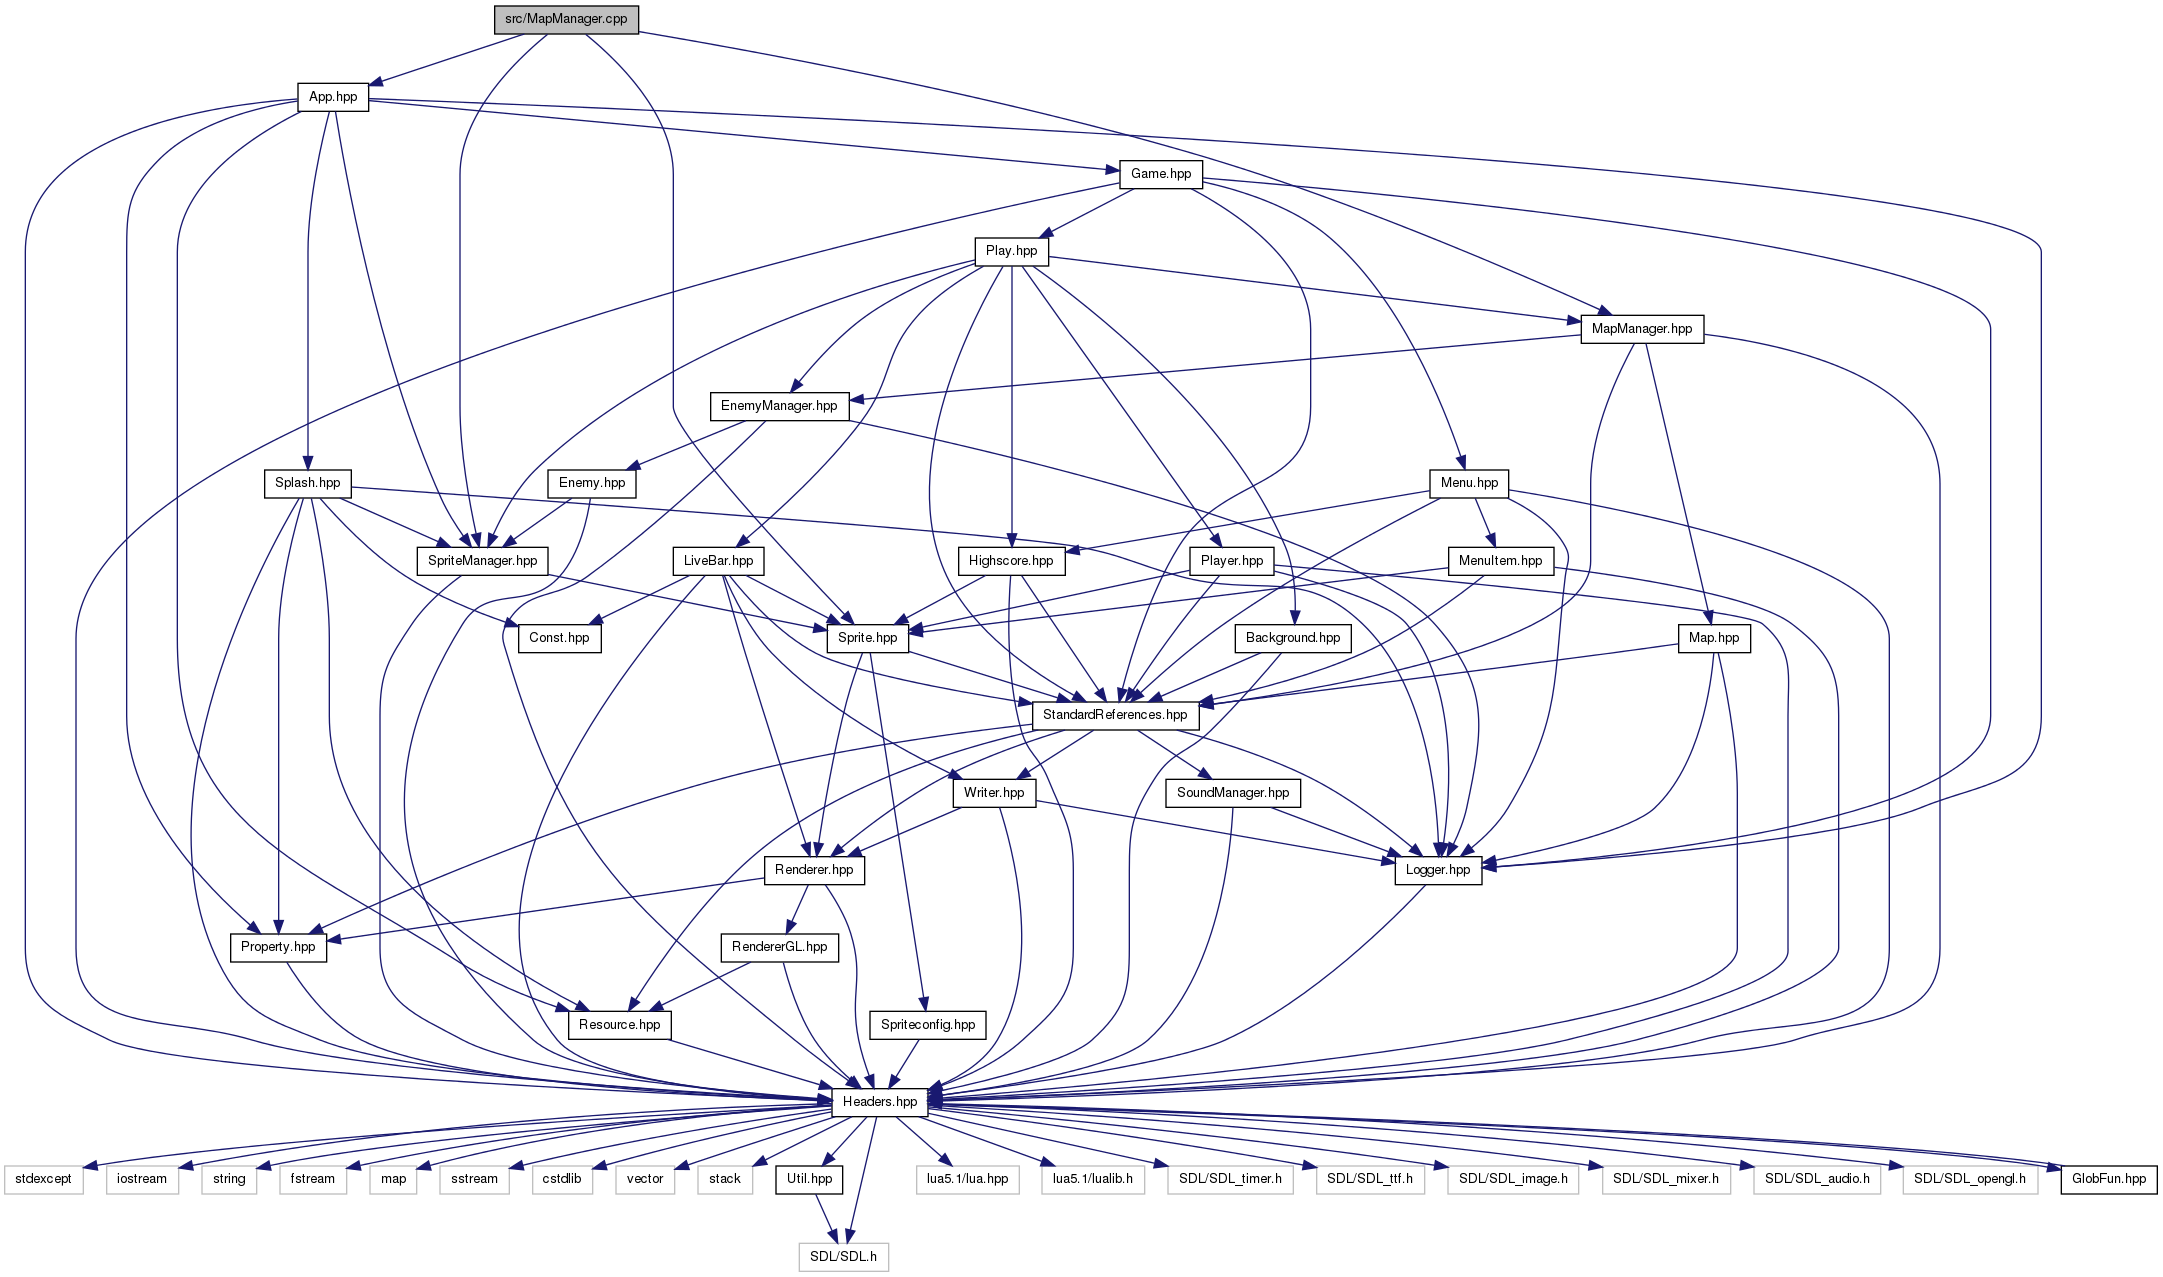 src/MapManager.cpp
App.hpp
Game.hpp
Play.hpp
MapManager.hpp
EnemyManager.hpp
Splash.hpp
Enemy.hpp
Menu.hpp
SpriteManager.hpp
LiveBar.hpp
Highscore.hpp
Player.hpp
MenuItem.hpp
Const.hpp
Sprite.hpp
Background.hpp
Map.hpp
StandardReferences.hpp
Writer.hpp
SoundManager.hpp
Renderer.hpp
Logger.hpp
Property.hpp
RendererGL.hpp
Resource.hpp
Spriteconfig.hpp
Headers.hpp
stdexcept
iostream
string
fstream
map
sstream
cstdlib
vector
stack
Util.hpp
lua5.1/lua.hpp
lua5.1/lualib.h
SDL/SDL_timer.h
SDL/SDL_ttf.h
SDL/SDL_image.h
SDL/SDL_mixer.h
SDL/SDL_audio.h
SDL/SDL_opengl.h
GlobFun.hpp
SDL/SDL.h